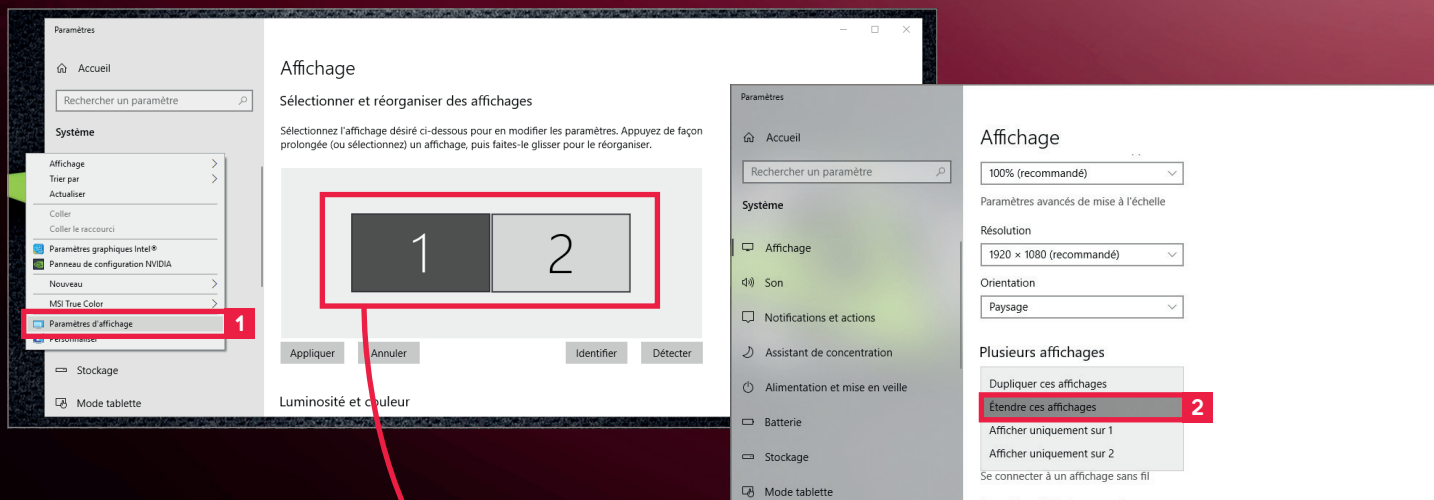 Paramètres
Accueil
Rechercher un paramètre
Système
Affichage
Trier par
Actualiser
Coller
Coller le raccourci
Paramètres graphiques Intel®
Panneau de configuration NVIDIA
Nouveau
MSI True Color
Paramètres d'affichage
1
Personnaliser
Stockage
Mode tablette
Affichage
Sélectionner et réorganiser des affichages
Sélectionnez l'affichage désiré ci-dessous pour en modifier les paramètres. Appuyez de façon
prolongée (ou sélectionnez) un affichage, puis faites-le glisser pour le réorganiser.
1 2
Appliquer Annuler Identifier Détecter
Luminosité et couleur
Paramètres
Accueil
Rechercher un paramètre
Système
Affichage
Son
Notifications et actions
Assistant de concentration
Alimentation et mise en veille
Batterie
Stockage
Mode tablette
Affichage
100% (recommandé)
Paramètres avancés de mise à l'échelle
Résolution
1920 × 1080 (recommandé)
Orientation
Paysage
Plusieurs affichages
Dupliquer ces affichages
Étendre ces affichages
2
Afficher uniquement sur 1
Afficher uniquement sur 2
Se connecter à un affichage sans fil